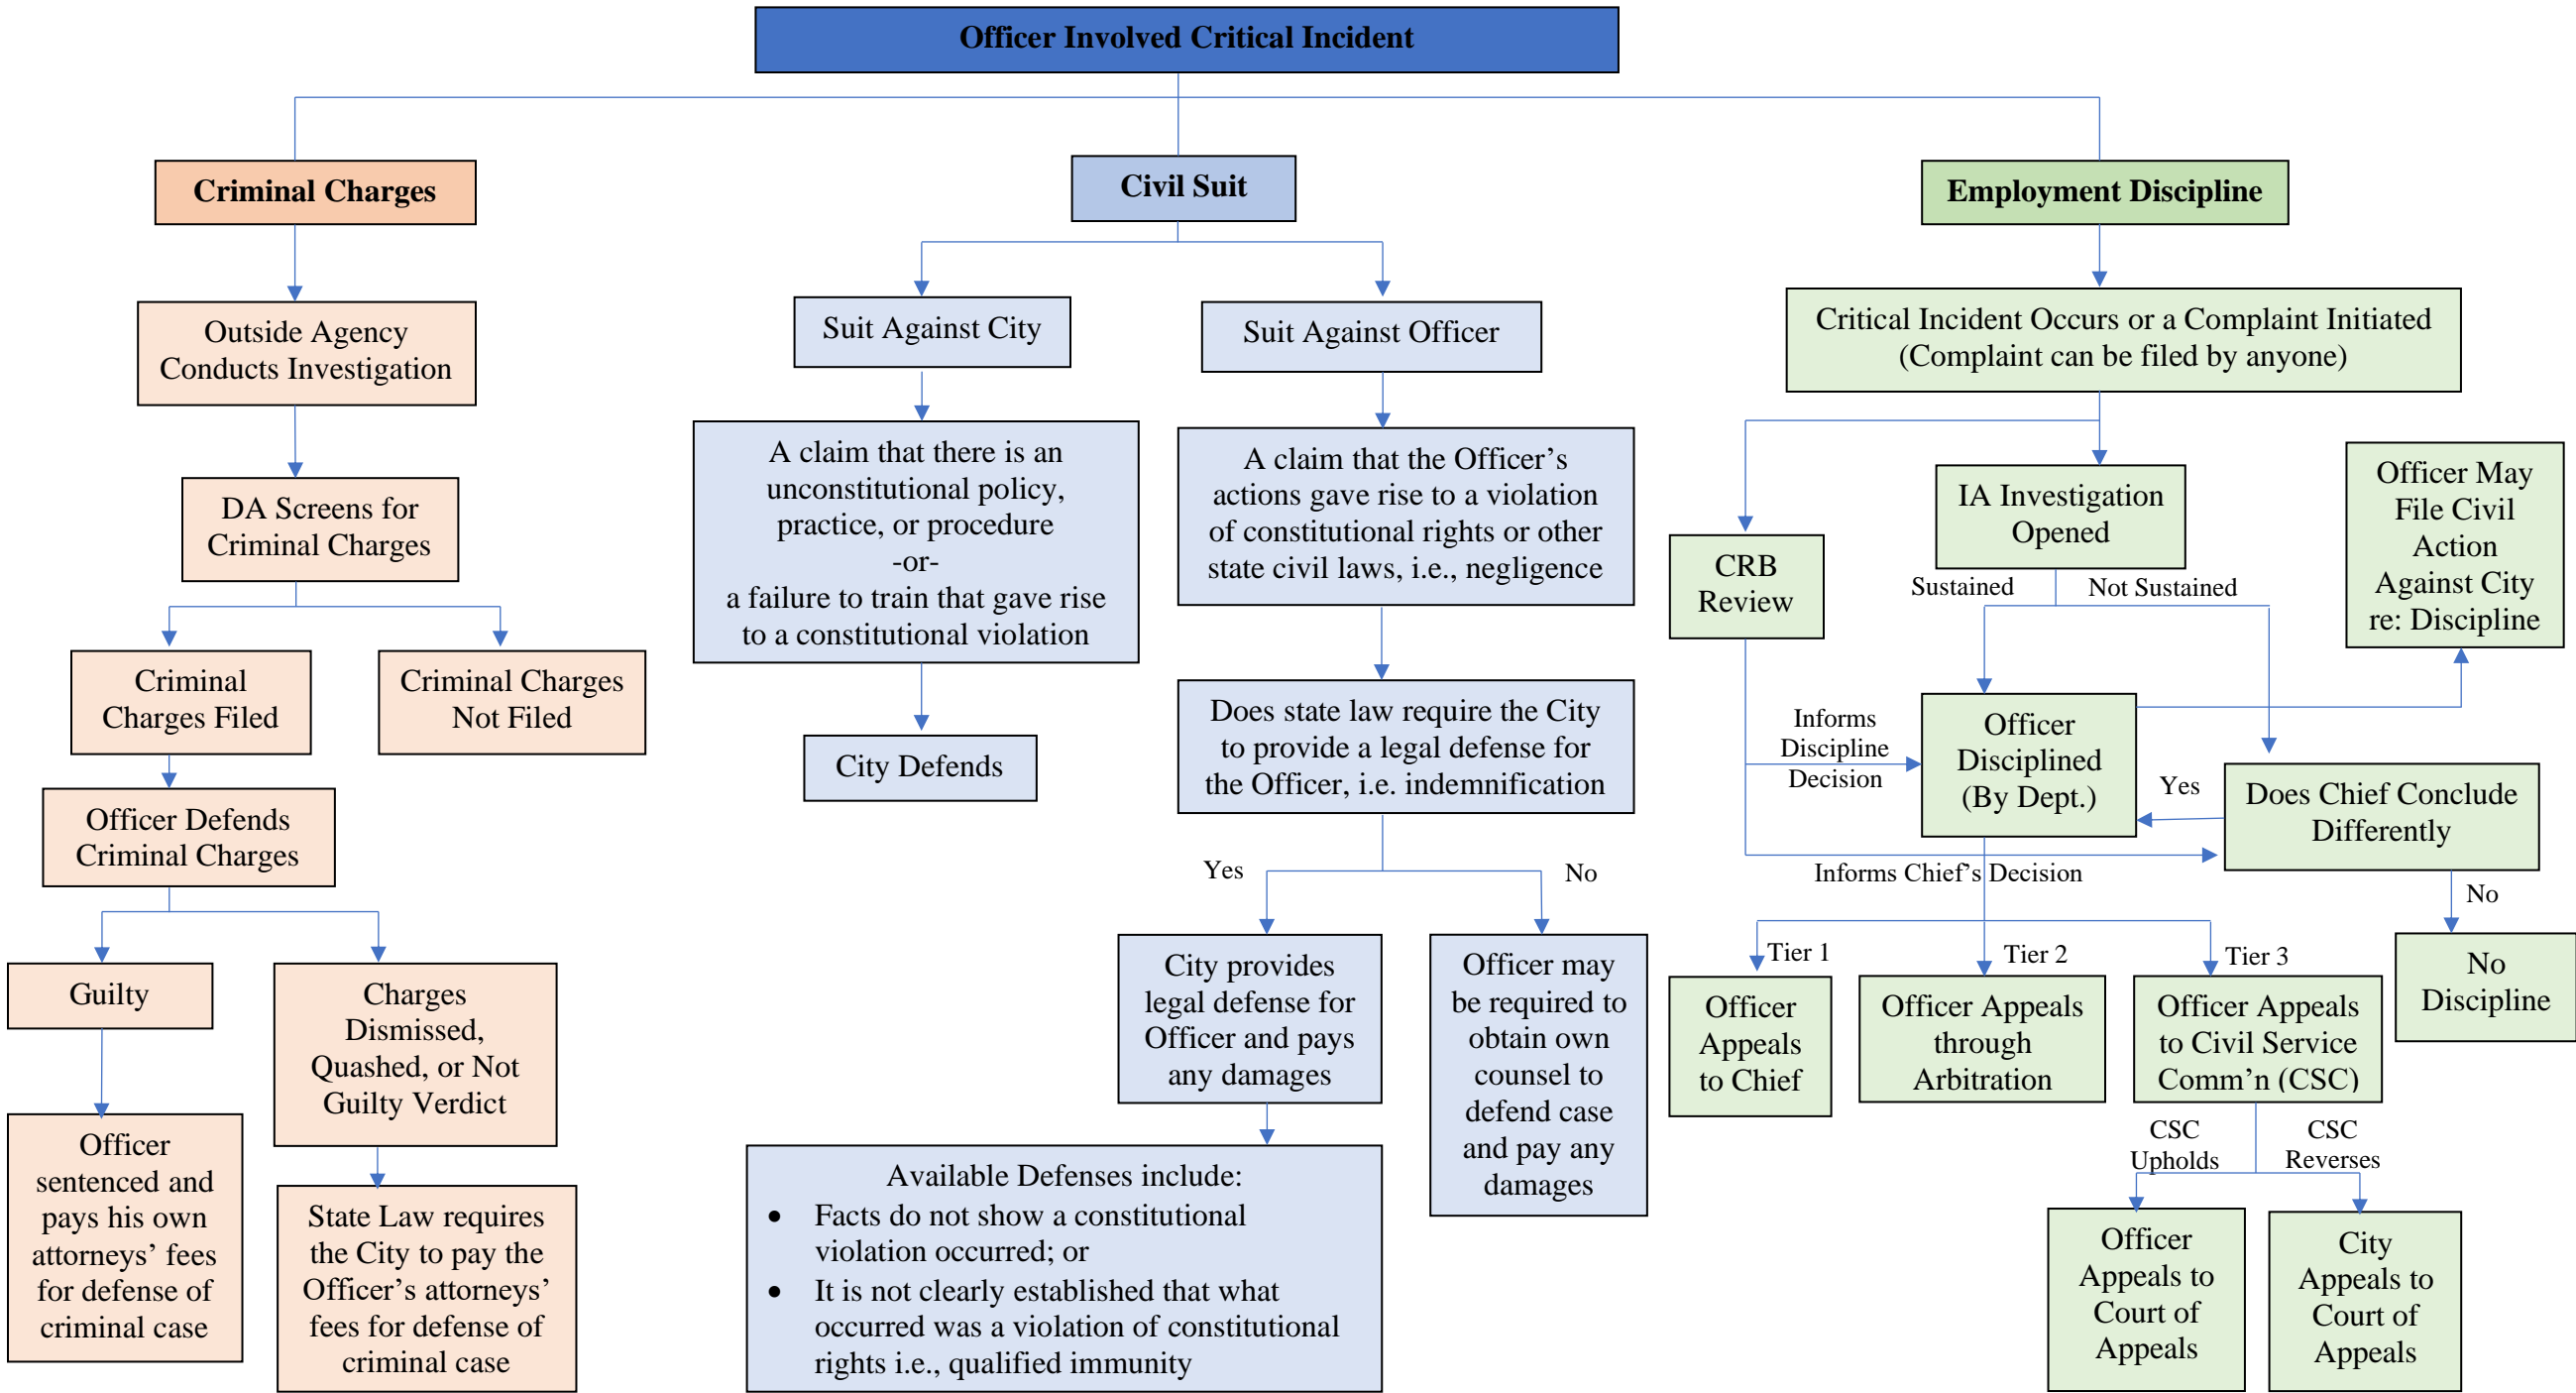 Officer Involved Critical Incident
Criminal Charges
Outside Agency
Conducts Investigation
DA Screens for
Criminal Charges
Criminal
Charges Filed
Criminal Charges
Not Filed
Officer Defends
Criminal Charges
Guilty
Charges
Dismissed,
Quashed, or Not
Guilty Verdict
Officer
sentenced and
pays his own
attorneys’ fees
for defense of
criminal case
State Law requires
the City to pay the
Officer’s attorneys’
fees for defense of
criminal case
Civil Suit
Suit Against City
A claim that there is an
unconstitutional policy,
practice, or procedure
-or-
a failure to train that gave rise
to a constitutional violation
City Defends
Suit Against Officer
A claim that the Officer’s
actions gave rise to a violation
of constitutional rights or other
state civil laws, i.e., negligence
Does state law require the City
to provide a legal defense for
the Officer, i.e. indemnification
Yes
No
City provides
legal defense for
Officer and pays
any damages
Officer may
be required to
obtain own
counsel to
defend case
and pay any
damages
Available Defenses include:
• Facts do not show a constitutional
violation occurred; or
• It is not clearly established that what
occurred was a violation of constitutional
rights i.e., qualified immunity
Employment Discipline
Critical Incident Occurs or a Complaint Initiated
(Complaint can be filed by anyone)
CRB
Review
IA Investigation
Opened
Sustained
Not Sustained
Officer May
File Civil
Action
Against City
re: Discipline
Informs
Discipline
Decision
Officer
Disciplined
(By Dept.)
Yes
Does Chief Conclude
Differently
Informs Chief’s Decision
No
No
Discipline
Tier 1
Tier 2
Tier 3
Officer
Appeals
to Chief
Officer Appeals
through
Arbitration
Officer Appeals
to Civil Service
Comm’n (CSC)
CSC
Upholds
CSC
Reverses
Officer
Appeals to
Court of
Appeals
City
Appeals to
Court of
Appeals